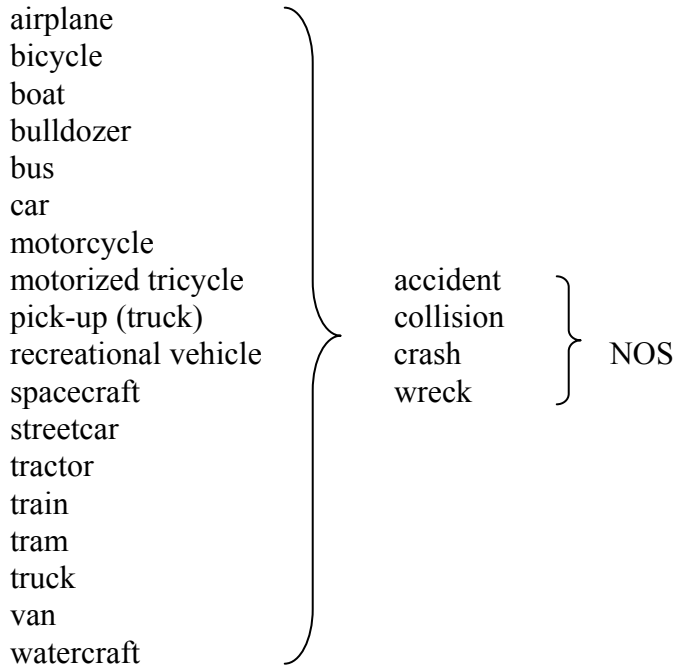 airplane
bicycle
boat
bulldozer
bus
car
motorcycle
motorized tricycle accident
pick-up (truck) collision
recreational vehicle crash NOS
spacecraft wreck
streetcar
tractor
train
tram
truck
van
watercraft